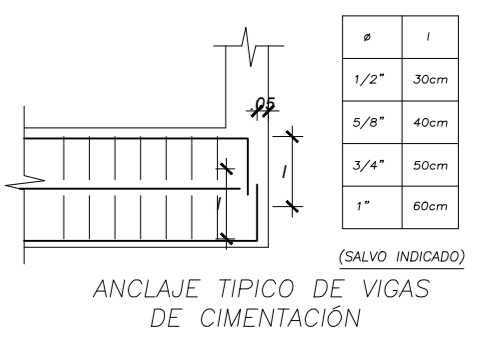 .05
l
l
ø l
1/2" 30cm
5/8" 40cm
3/4" 50cm
1" 60cm
(SALVO INDICADO)
ANCLAJE TIPICO DE VIGAS
DE CIMENTACIÓN